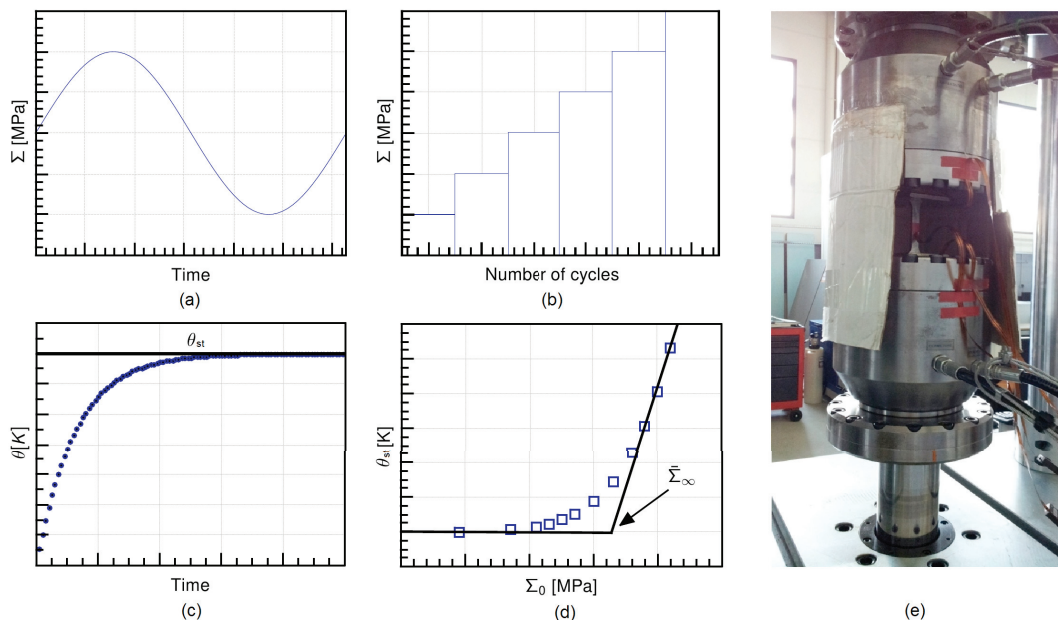 Σ [MPa]
Time
(a)
Σ [MPa]
Number of cycles
(b)
θ[K]
θst
Time
(c)
θst[K]
Σ̄∞
Σ0 [MPa]
(d)
(e)